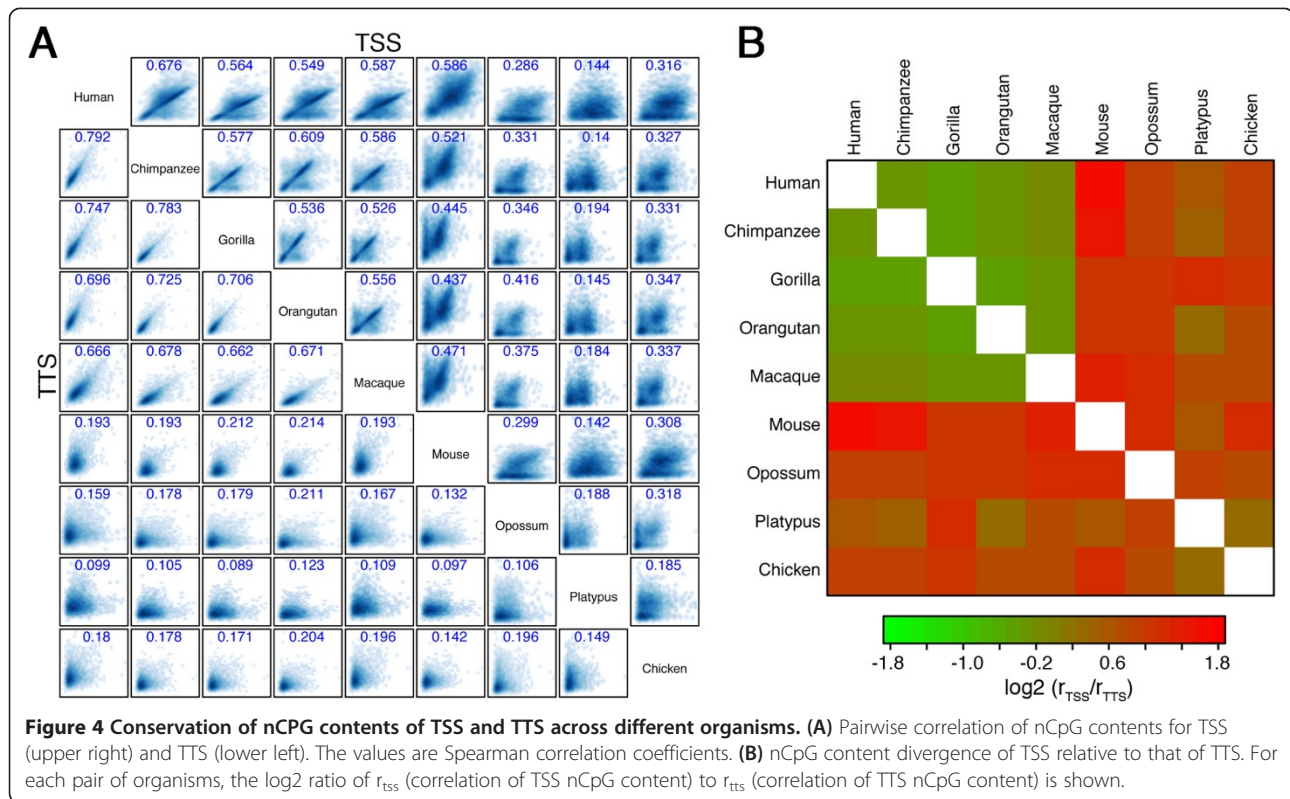 A
TSS
0.676 0.564 0.549 0.587 0.586 0.286 0.144 0.316
Human
0.792 0.577 0.609 0.586 0.521 0.331 0.14 0.327
Chimpanzee
0.747 0.783 0.536 0.526 0.445 0.346 0.194 0.331
Gorilla
0.696 0.725 0.706 0.556 0.437 0.416 0.145 0.347
Orangutan
0.666 0.678 0.662 0.671 0.471 0.375 0.184 0.337
TTS
Macaque
0.193 0.193 0.212 0.214 0.193 0.299 0.142 0.308
Mouse
0.159 0.178 0.179 0.211 0.167 0.132 0.188 0.318
Opossum
0.099 0.105 0.089 0.123 0.109 0.097 0.106 0.185
Platypus
0.18 0.178 0.171 0.204 0.196 0.142 0.196 0.149
Chicken
B
Human Chimpanzee Gorilla Orangutan Macaque Mouse Opossum Platypus Chicken
Human
Chimpanzee
Gorilla
Orangutan
Macaque
Mouse
Opossum
Platypus
Chicken
-1.8 -1.0 -0.2 0.6 1.8
log2 (rTSS/rTTS)
Figure 4 Conservation of nCPG contents of TSS and TTS across different organisms. (A) Pairwise correlation of nCpG contents for TSS
(upper right) and TTS (lower left). The values are Spearman correlation coefficients. (B) nCpG content divergence of TSS relative to that of TTS. For
each pair of organisms, the log2 ratio of rtss (correlation of TSS nCpG content) to rtts (correlation of TTS nCpG content) is shown.